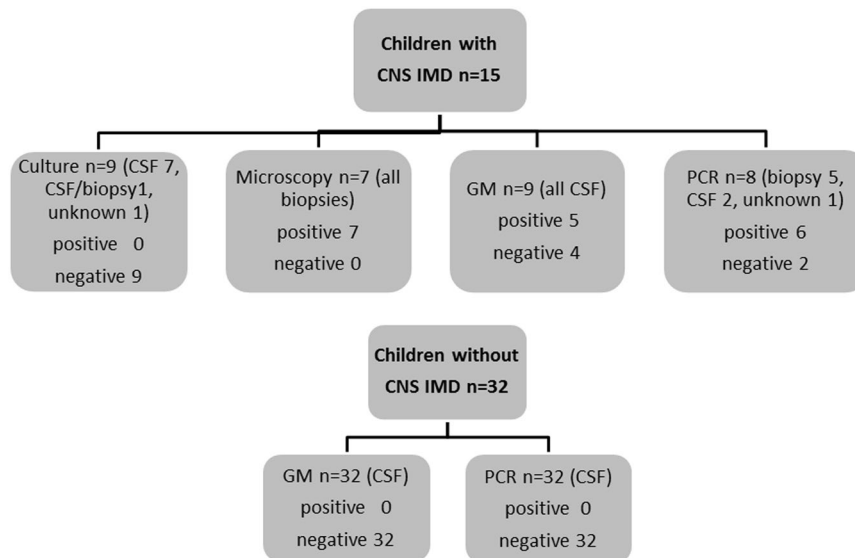 Children with
CNS IMD n=15
Culture n=9 (CSF 7,
CSF/biopsy1,
unknown 1)
positive 0
negative 9
Microscopy n=7 (all
biopsies)
positive 7
negative 0
GM n=9 (all CSF)
positive 5
negative 4
PCR n=8 (biopsy 5,
CSF 2, unknown 1)
positive 6
negative 2
Children without
CNS IMD n=32
GM n=32 (CSF)
positive 0
negative 32
PCR n=32 (CSF)
positive 0
negative 32